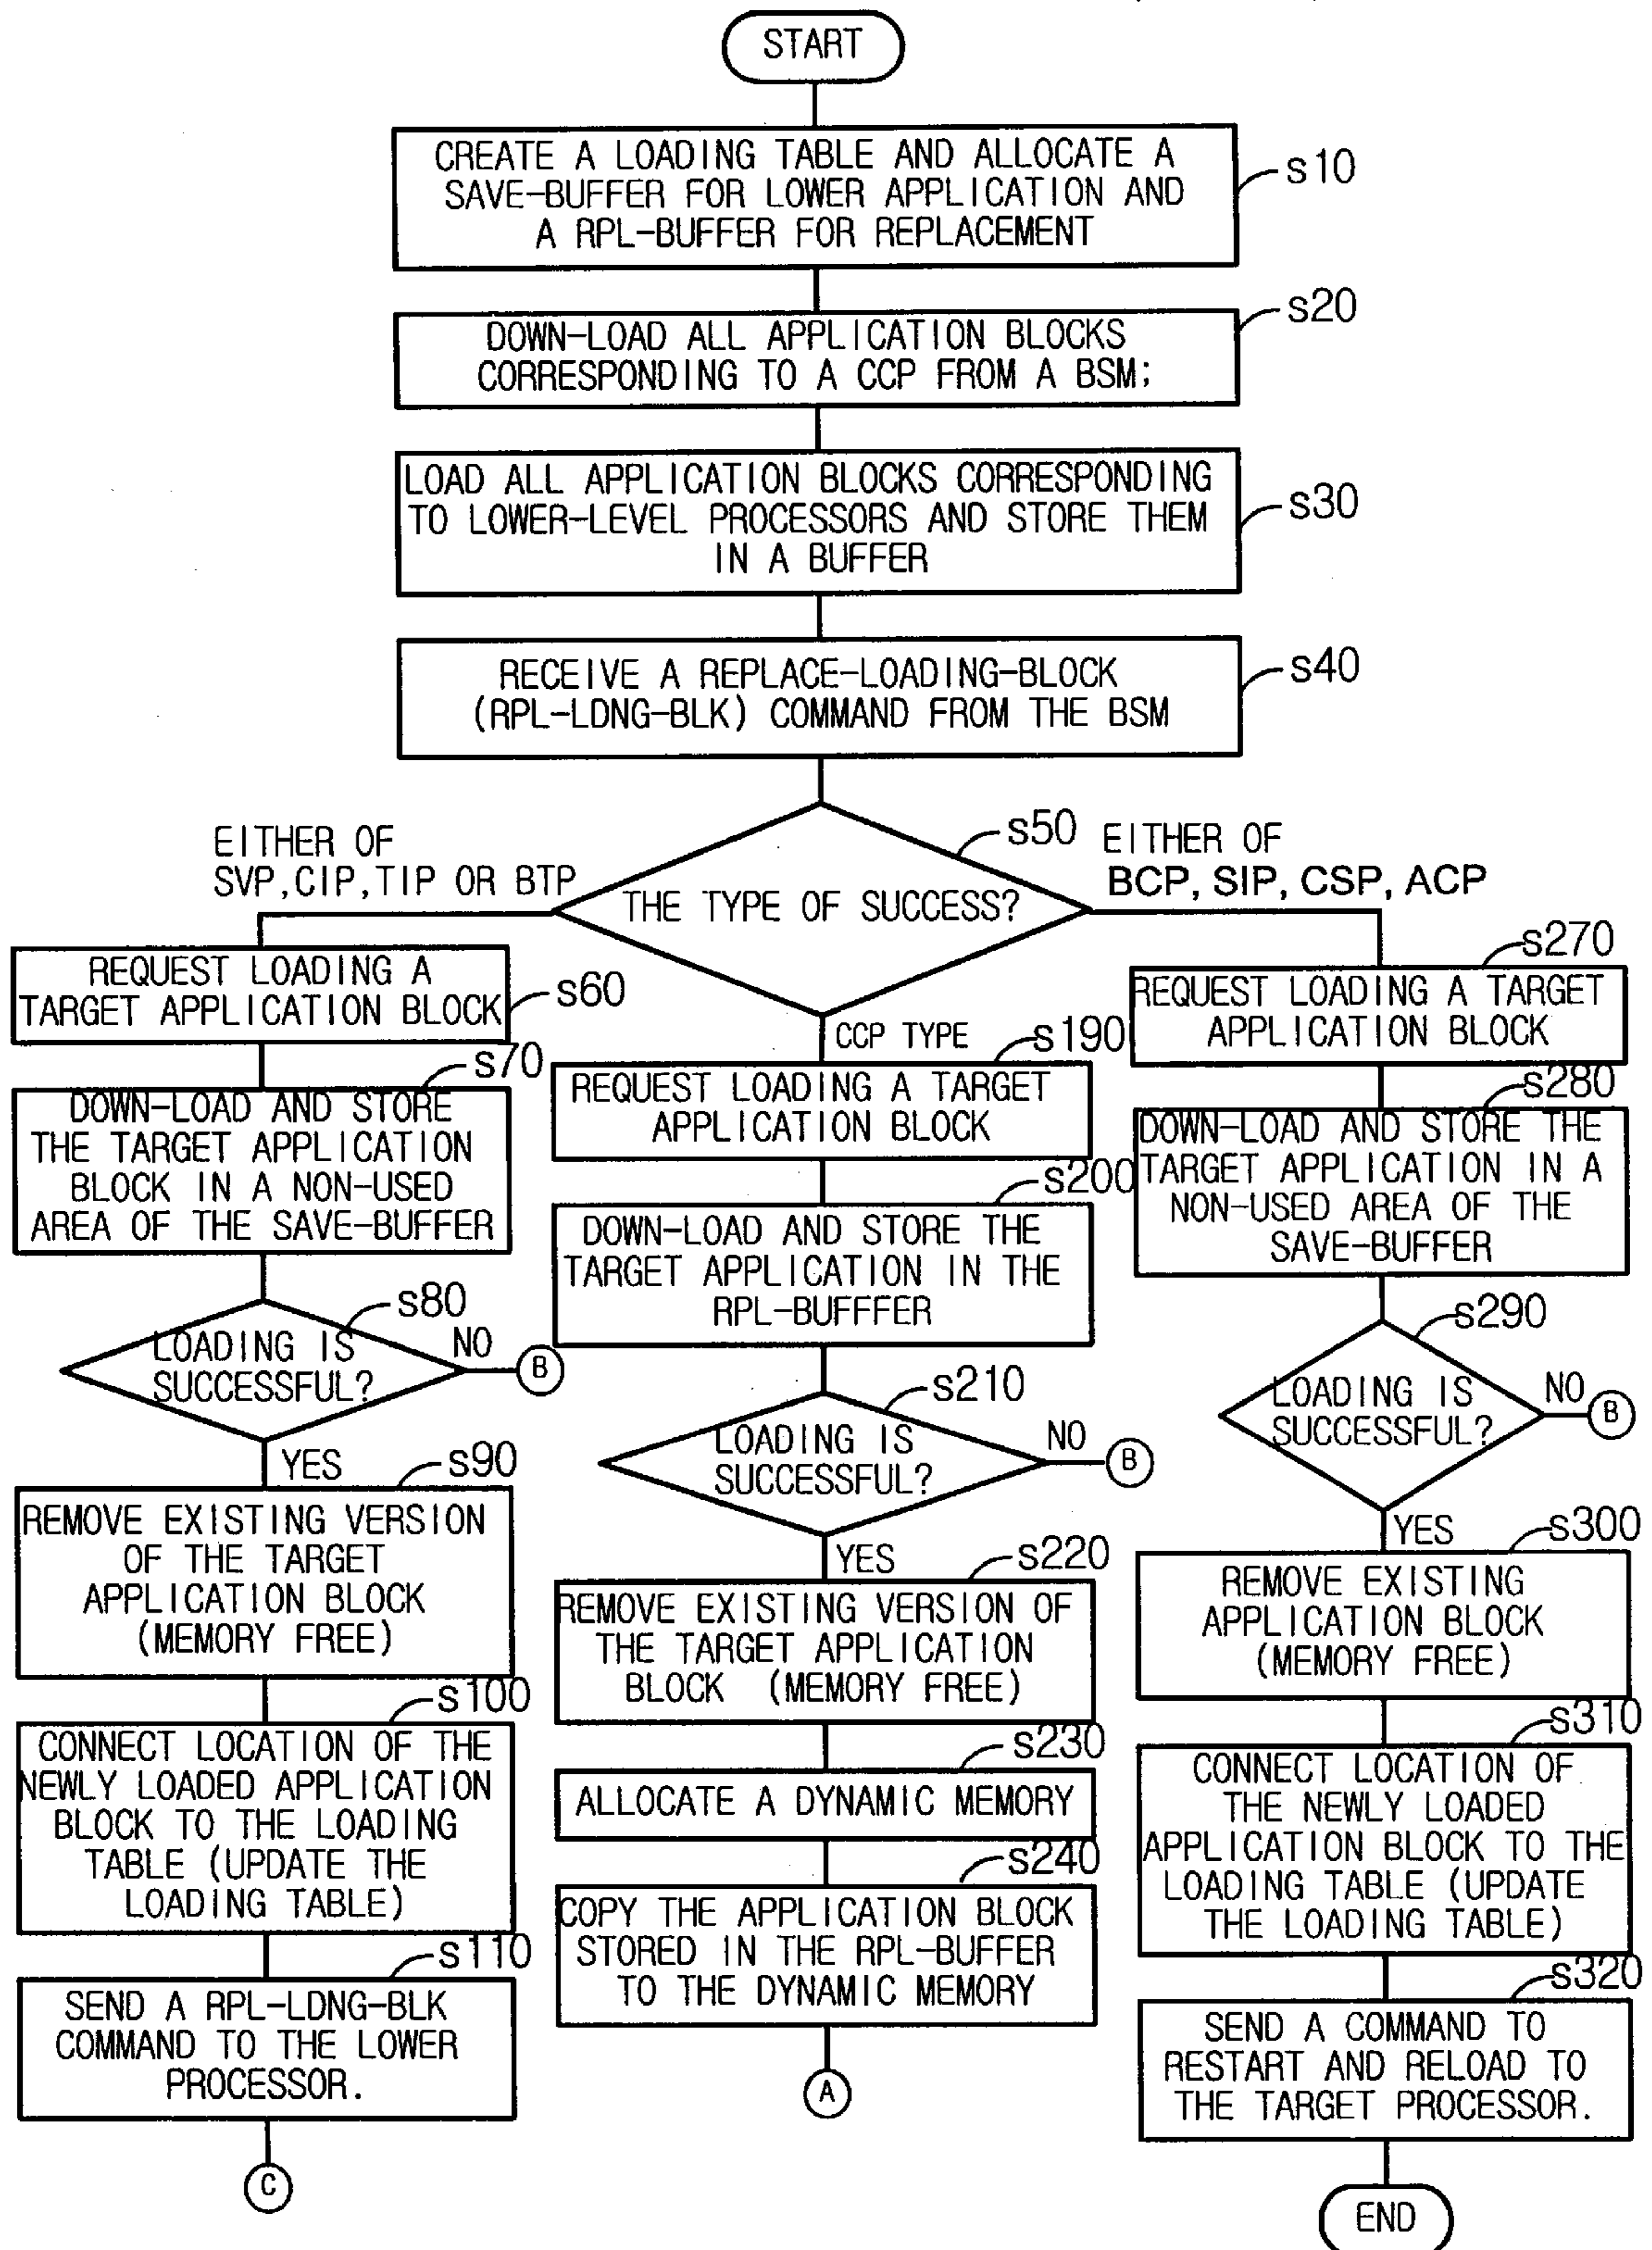 START
CREATE A LOADING TABLE AND ALLOCATE A
SAVE-BUFFER FOR LOWER APPLICATION AND
A RPL-BUFFER FOR REPLACEMENT
s10
DOWN-LOAD ALL APPLICATION BLOCKS
CORRESPONDING TO A CCP FROM A BSM;
s20
LOAD ALL APPLICATION BLOCKS CORRESPONDING
TO LOWER-LEVEL PROCESSORS AND STORE THEM
IN A BUFFER
s30
RECEIVE A REPLACE-LOADING-BLOCK
(RPL-LDNG-BLK) COMMAND FROM THE BSM
s40
THE TYPE OF SUCCESS?
s50
EITHER OF
SVP,CIP,TIP OR BTP
REQUEST LOADING A
TARGET APPLICATION BLOCK
s60
DOWN-LOAD AND STORE
THE TARGET APPLICATION
BLOCK IN A NON-USED
AREA OF THE SAVE-BUFFER
s70
LOADING IS
SUCCESSFUL?
s80
NO
B
YES
REMOVE EXISTING VERSION
OF THE TARGET
APPLICATION BLOCK
(MEMORY FREE)
s90
CONNECT LOCATION OF THE
NEWLY LOADED APPLICATION
BLOCK TO THE LOADING
TABLE (UPDATE THE
LOADING TABLE)
s100
SEND A RPL-LDNG-BLK
COMMAND TO THE LOWER
PROCESSOR.
s110
C
CCP TYPE
REQUEST LOADING A TARGET
APPLICATION BLOCK
s190
DOWN-LOAD AND STORE THE
TARGET APPLICATION IN THE
RPL-BUFFFER
s200
LOADING IS
SUCCESSFUL?
s210
NO
B
YES
REMOVE EXISTING VERSION OF
THE TARGET APPLICATION
BLOCK (MEMORY FREE)
s220
ALLOCATE A DYNAMIC MEMORY
s230
COPY THE APPLICATION BLOCK
STORED IN THE RPL-BUFFER
TO THE DYNAMIC MEMORY
s240
A
EITHER OF
BCP, SIP, CSP, ACP
REQUEST LOADING A TARGET
APPLICATION BLOCK
s270
DOWN-LOAD AND STORE THE
TARGET APPLICATION IN A
NON-USED AREA OF THE
SAVE-BUFFER
s280
LOADING IS
SUCCESSFUL?
s290
NO
B
YES
REMOVE EXISTING
APPLICATION BLOCK
(MEMORY FREE)
s300
CONNECT LOCATION OF
THE NEWLY LOADED
APPLICATION BLOCK TO THE
LOADING TABLE (UPDATE
THE LOADING TABLE)
s310
SEND A COMMAND TO
RESTART AND RELOAD TO
THE TARGET PROCESSOR.
s320
END